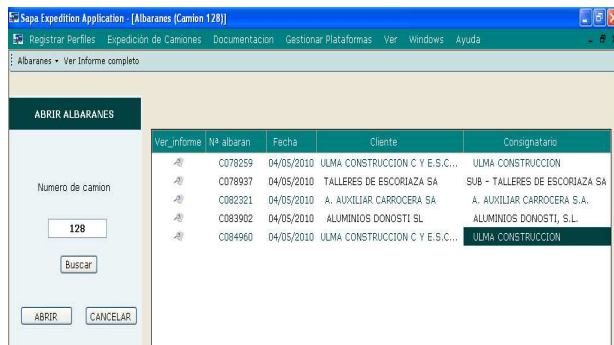 Sapa Expedition Application - [Albaranes (Camion 128)]
Registrar Perfiles Expedición de Camiones Documentacion Gestionar Plataformas Ver Windows Ayuda
Albaranes Ver Informe completo
ABRIR ALBARANES
Numero de camion
128
Buscar
ABRIR CANCELAR
Ver_informe Nª albaran Fecha Cliente Consignatario
C078259 04/05/2010 ULMA CONSTRUCCION C Y E.S.C... ULMA CONSTRUCCION
C078937 04/05/2010 TALLERES DE ESCORIAZA SA SUB - TALLERES DE ESCORIAZA SA
C082321 04/05/2010 A. AUXILIAR CARROCERA SA A. AUXILIAR CARROCERA S.A.
C083902 04/05/2010 ALUMINIOS DONOSTI SL ALUMINIOS DONOSTI, S.L.
C084960 04/05/2010 ULMA CONSTRUCCION C Y E.S.C... ULMA CONSTRUCCION